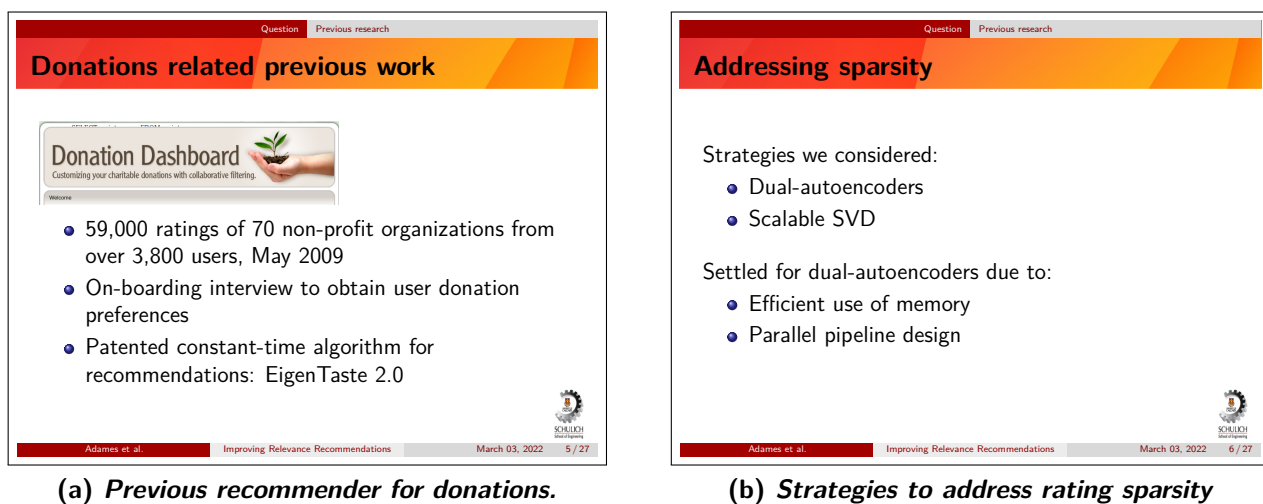 Question Previous research
Donations related previous work
Donation Dashboard
Customizing your charitable donations with collaborative filtering.
Welcome
59,000 ratings of 70 non-profit organizations from
over 3,800 users, May 2009
On-boarding interview to obtain user donation
preferences
Patented constant-time algorithm for
recommendations: EigenTaste 2.0
SCHULICH
School of Engineering
Adames et al. Improving Relevance Recommendations March 03, 2022 5 / 27
(a) Previous recommender for donations.
Question Previous research
Addressing sparsity
Strategies we considered:
Dual-autoencoders
Scalable SVD
Settled for dual-autoencoders due to:
Efficient use of memory
Parallel pipeline design
SCHULICH
School of Engineering
Adames et al. Improving Relevance Recommendations March 03, 2022 6 / 27
(b) Strategies to address rating sparsity